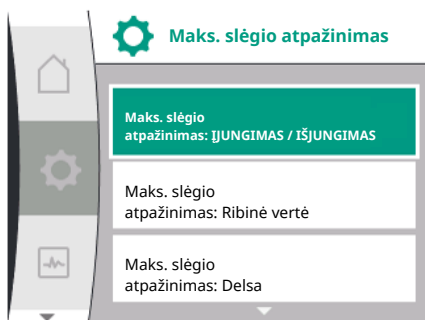 Maks. slėgio atpažinimas
Maks. slėgio
atpažinimas: ĮJUNGIMAS / IŠJUNGIMAS
Maks. slėgio
atpažinimas: Ribinė vertė
Maks. slėgio
atpažinimas: Delsa